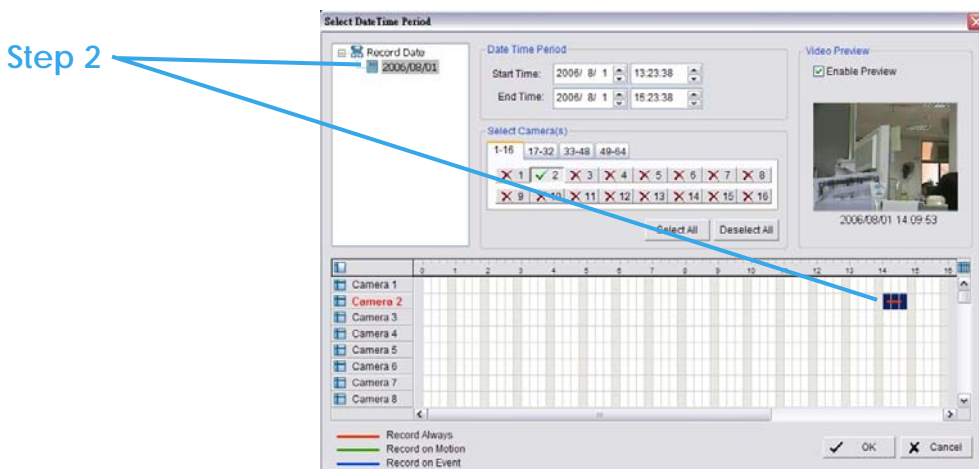 Select DateTime Period
Step 2
Record Date
2006/08/01
Date Time Period
Start Time: 2006/ 8/ 1 13:23:38
End Time: 2006/ 8/ 1 15:23:38
Select Camera(s)
1-16 17-32 33-48 49-64
1 2 3 4 5 6 7 8
9 10 11 12 13 14 15 16
Select All Deselect All
Video Preview
Enable Preview
2006/08/01 14:09:53
0 1 2 3 4 5 6 7 8 9 10 11 12 13 14 15 16
Camera 1
Camera 2
Camera 3
Camera 4
Camera 5
Camera 6
Camera 7
Camera 8
Record Always
Record on Motion
Record on Event
OK Cancel